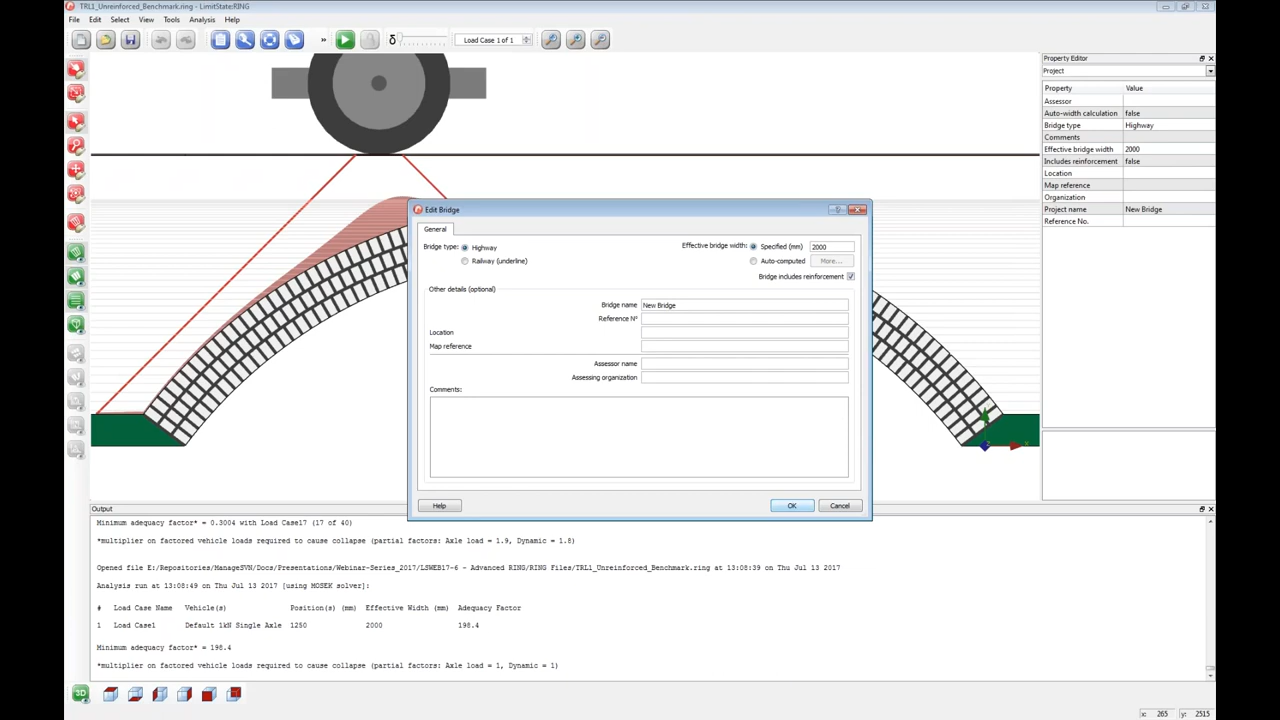 TRL1_Unreinforced_Benchmark.ring - LimitState:RING
File Edit Select View Tools Analysis Help
» δ Load Case 1 of 1
Property Editor
Project
Property Value
Assessor
Auto-width calculation false
Bridge type Highway
Comments
Effective bridge width 2000
Includes reinforcement false
Location
Map reference
Organization
Project name New Bridge
Reference No.
Edit Bridge
General
Bridge type: Highway Effective bridge width: Specified (mm) 2000
Railway (underline) Auto-computed More...
Bridge includes reinforcement
Other details (optional)
Bridge name New Bridge
Reference N°
Location
Map reference
Assessor name
Assessing organization
Comments:
Help OK Cancel
Output
Minimum adequacy factor* = 0.3004 with Load Case17 (17 of 40)
*multiplier on factored vehicle loads required to cause collapse (partial factors: Axle load = 1.9, Dynamic = 1.8)
Opened file E:/Repositories/ManageSVN/Docs/Presentations/Webinar-Series_2017/LSWEB17-6 - Advanced RING/RING Files/TRL1_Unreinforced_Benchmark.ring at 13:08:39 on Thu Jul 13 2017
Analysis run at 13:08:49 on Thu Jul 13 2017 [using MOSEK solver]:
# Load Case Name Vehicle(s) Position(s) (mm) Effective Width (mm) Adequacy Factor
1 Load Case1 Default 1kN Single Axle 1250 2000 198.4
Minimum adequacy factor* = 198.4
*multiplier on factored vehicle loads required to cause collapse (partial factors: Axle load = 1, Dynamic = 1)
3D
x: 265 y: 2515